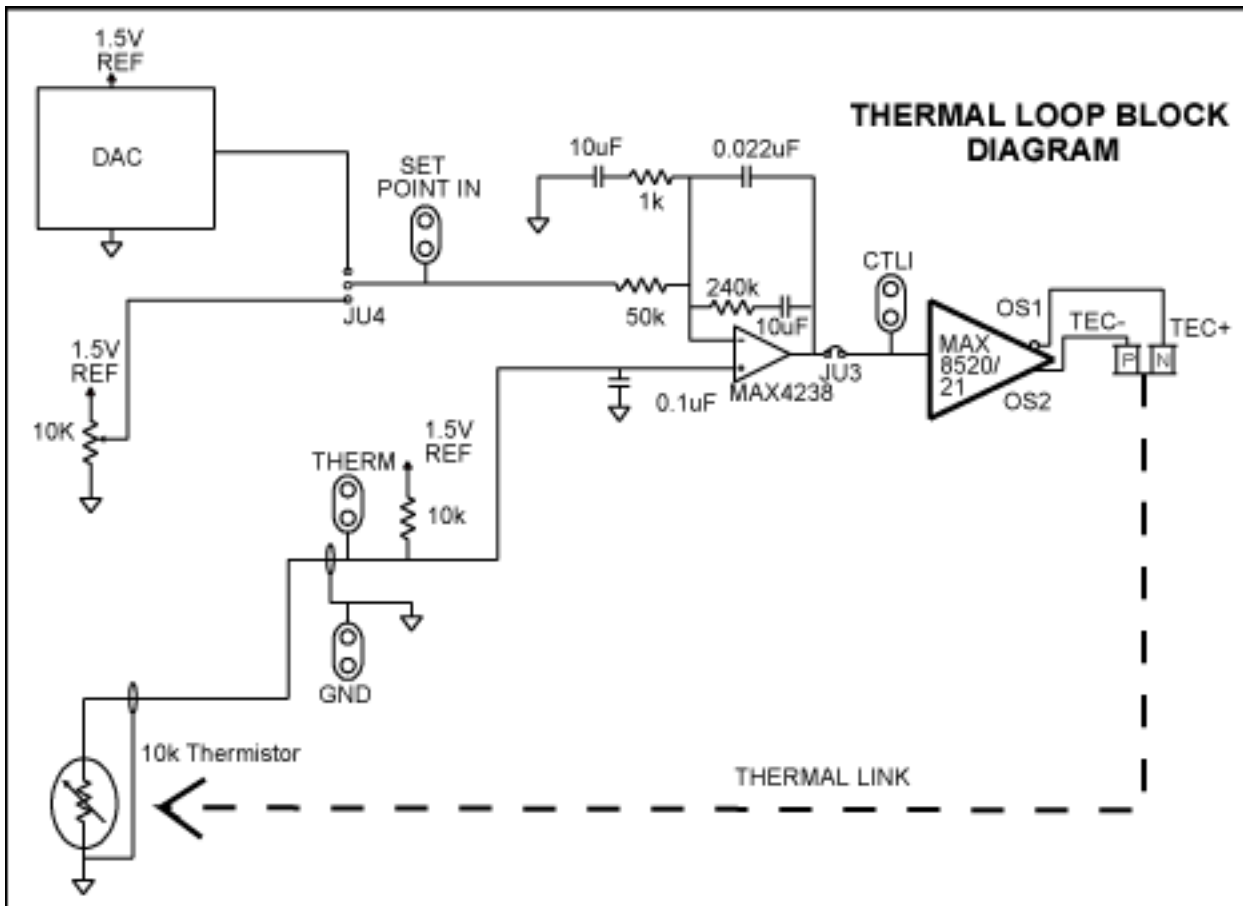 1.5V
REF
DAC
THERMAL LOOP BLOCK
DIAGRAM
10uF
0.022uF
1k
SET
POINT IN
CTLI
240k
50k
10uF
JU4
OS1
TEC-
TEC+
MAX
8520/
21
P
N
-
+
JU3
MAX4238
OS2
1.5V
REF
0.1uF
10K
1.5V
REF
THERM
10k
GND
10k Thermistor
THERMAL LINK